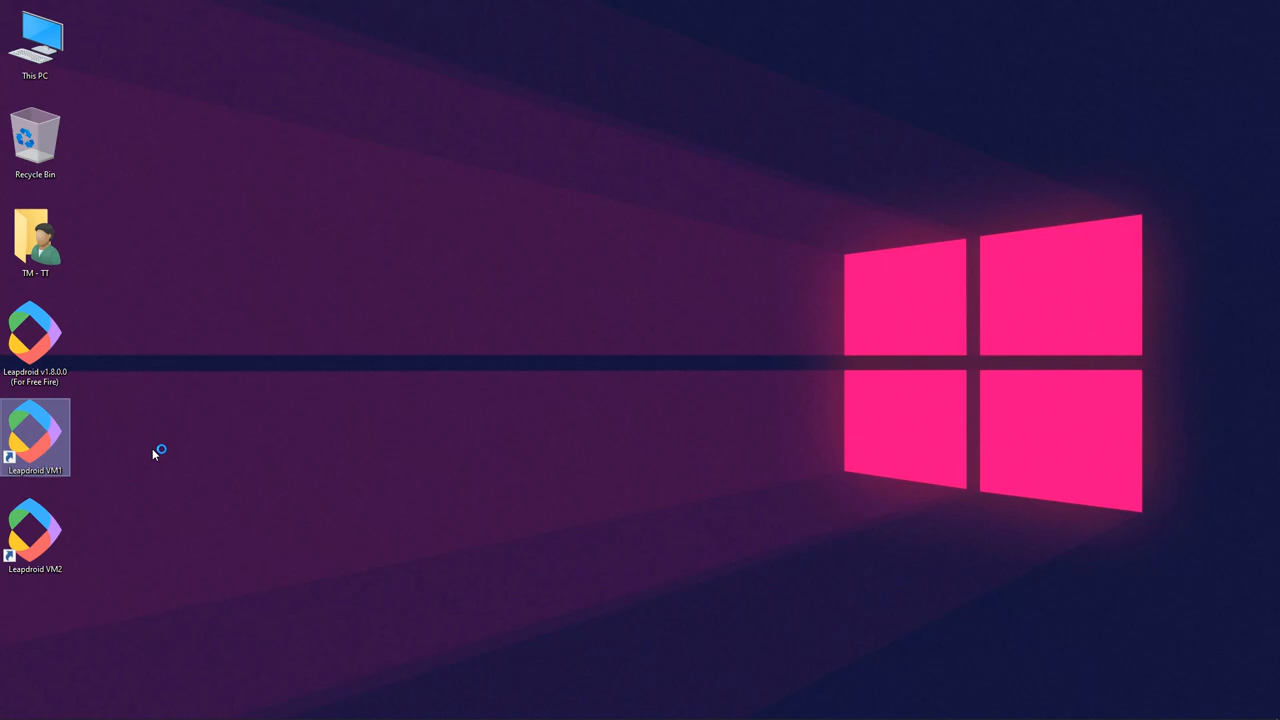 This PC
Recycle Bin
TM - TT
Leapdroid v1.8.0.0
(For Free Fire)
Leapdroid VM1
Leapdroid VM2